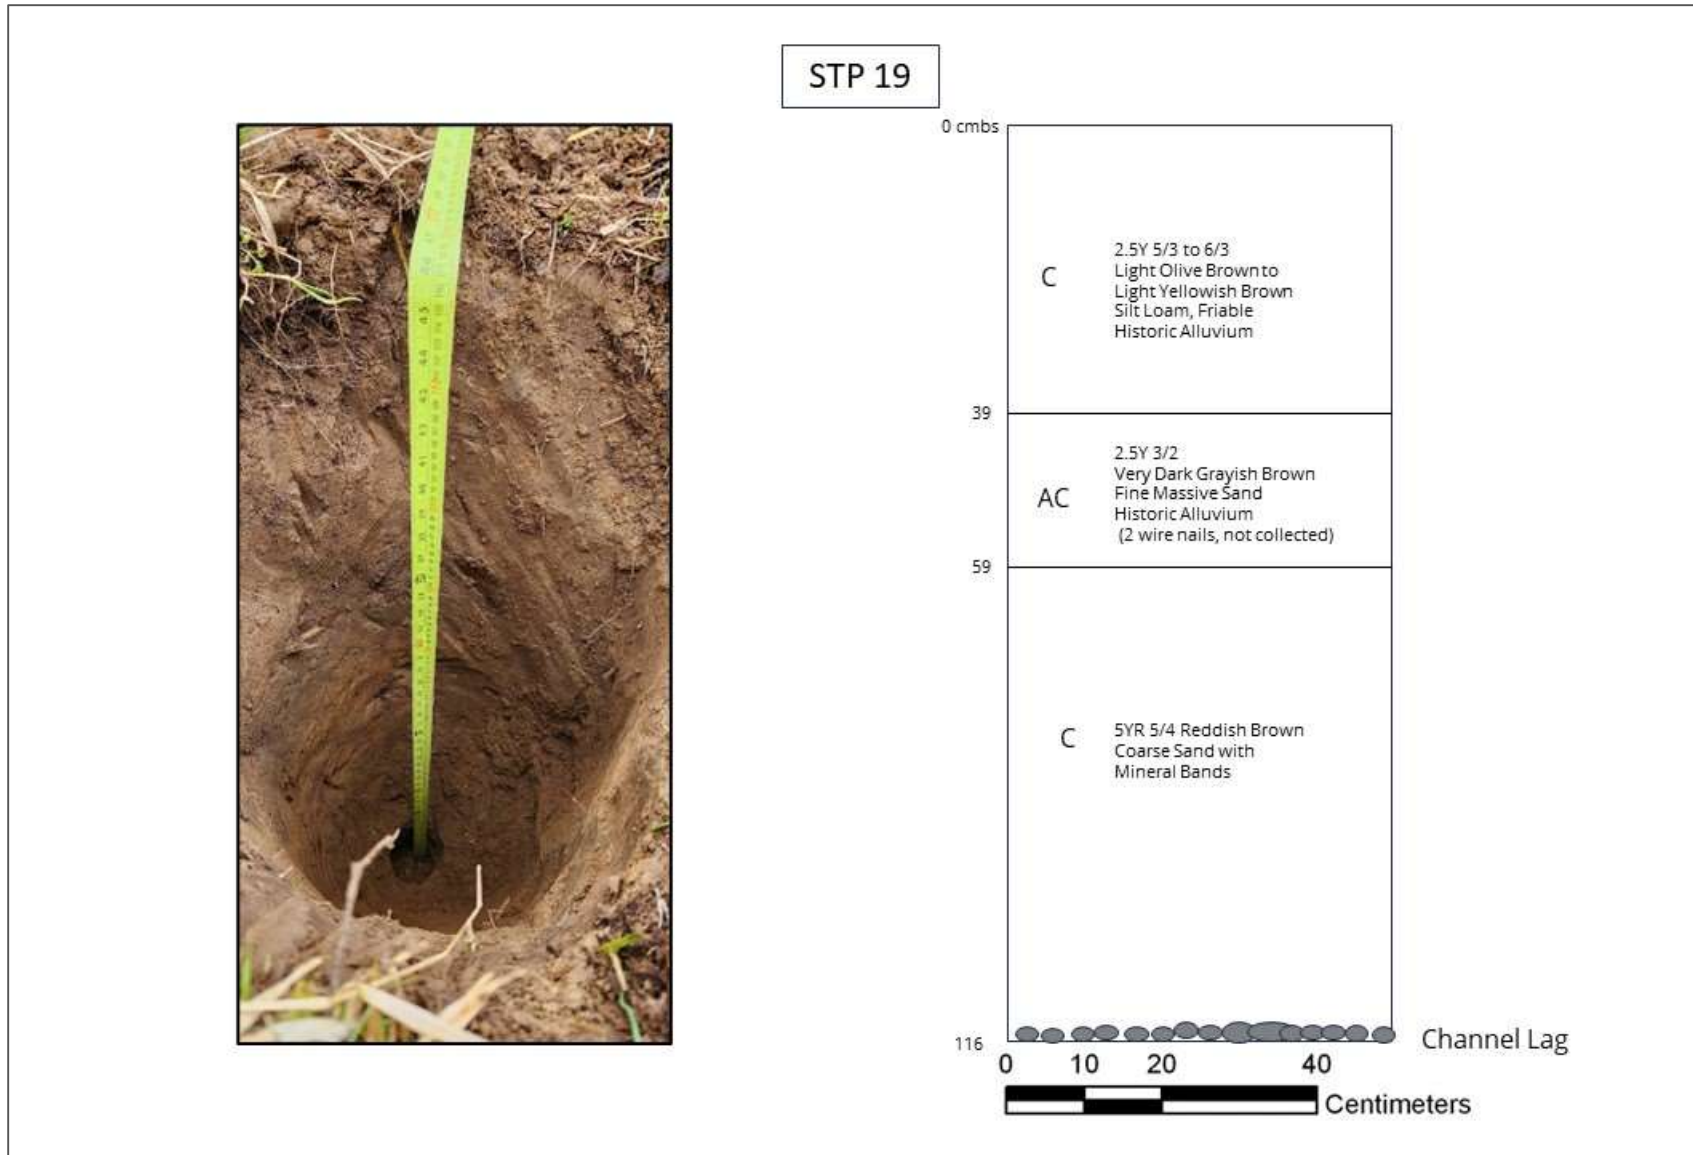 STP 19
0 cmbs
C
2.5Y 5/3 to 6/3
Light Olive Brown to
Light Yellowish Brown
Silt Loam, Friable
Historic Alluvium
39
AC
2.5Y 3/2
Very Dark Grayish Brown
Fine Massive Sand
Historic Alluvium
(2 wire nails, not collected)
59
C
5YR 5/4 Reddish Brown
Coarse Sand with
Mineral Bands
116
Channel Lag
0 10 20 40
Centimeters